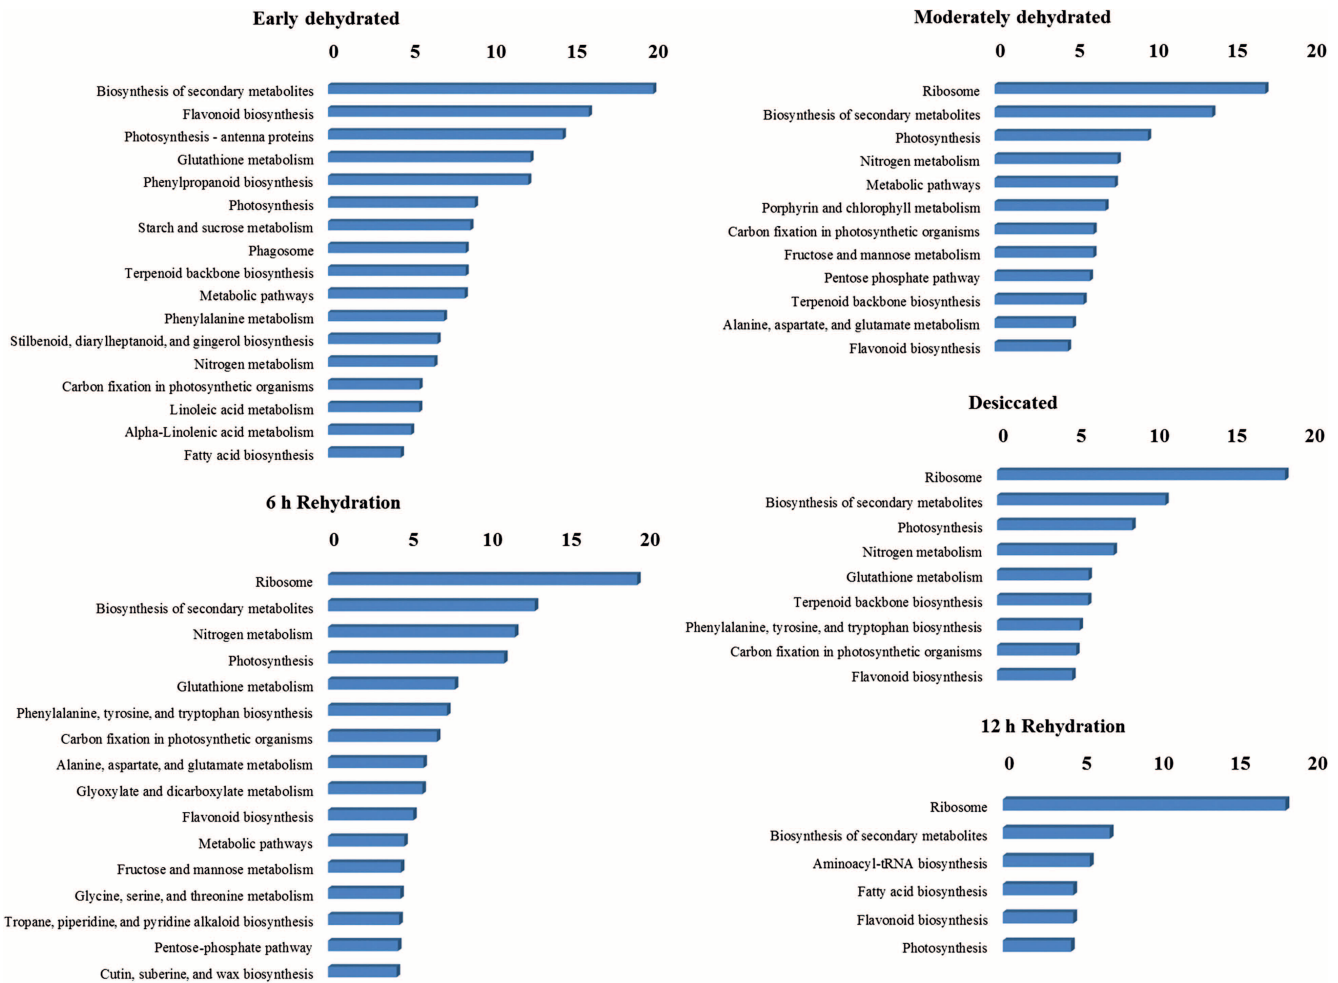 Early dehydrated
0 5 10 15 20
Biosynthesis of secondary metabolites
Flavonoid biosynthesis
Photosynthesis - antenna proteins
Glutathione metabolism
Phenylpropanoid biosynthesis
Photosynthesis
Starch and sucrose metabolism
Phagosome
Terpenoid backbone biosynthesis
Metabolic pathways
Phenylalanine metabolism
Stilbenoid, diarylheptanoid, and gingerol biosynthesis
Nitrogen metabolism
Carbon fixation in photosynthetic organisms
Linoleic acid metabolism
Alpha-Linolenic acid metabolism
Fatty acid biosynthesis
6 h Rehydration
0 5 10 15 20
Ribosome
Biosynthesis of secondary metabolites
Nitrogen metabolism
Photosynthesis
Glutathione metabolism
Phenylalanine, tyrosine, and tryptophan biosynthesis
Carbon fixation in photosynthetic organisms
Alanine, aspartate, and glutamate metabolism
Glyoxylate and dicarboxylate metabolism
Flavonoid biosynthesis
Metabolic pathways
Fructose and mannose metabolism
Glycine, serine, and threonine metabolism
Tropane, piperidine, and pyridine alkaloid biosynthesis
Pentose-phosphate pathway
Cutin, suberine, and wax biosynthesis
Moderately dehydrated
0 5 10 15 20
Ribosome
Biosynthesis of secondary metabolites
Photosynthesis
Nitrogen metabolism
Metabolic pathways
Porphyrin and chlorophyll metabolism
Carbon fixation in photosynthetic organisms
Fructose and mannose metabolism
Pentose phosphate pathway
Terpenoid backbone biosynthesis
Alanine, aspartate, and glutamate metabolism
Flavonoid biosynthesis
Desiccated
0 5 10 15 20
Ribosome
Biosynthesis of secondary metabolites
Photosynthesis
Nitrogen metabolism
Glutathione metabolism
Terpenoid backbone biosynthesis
Phenylalanine, tyrosine, and tryptophan biosynthesis
Carbon fixation in photosynthetic organisms
Flavonoid biosynthesis
12 h Rehydration
0 5 10 15 20
Ribosome
Biosynthesis of secondary metabolites
Aminoacyl-tRNA biosynthesis
Fatty acid biosynthesis
Flavonoid biosynthesis
Photosynthesis